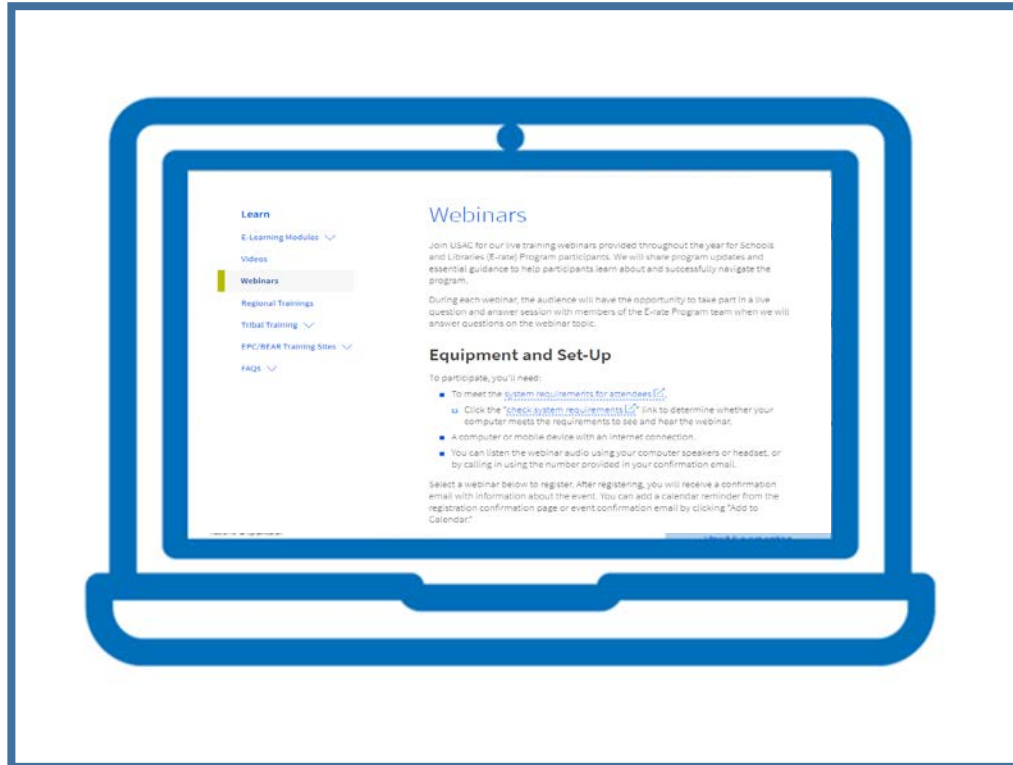 Learn
E-Learning Modules
Videos
Webinars
Regional Trainings
Tribal Training
EPC/BEAR Training Sites
FAQs
Webinars
Join USAC for our live training webinars provided throughout the year for Schools
and Libraries (E-rate) Program participants. We will share program updates and
essential guidance to help participants learn about and successfully navigate the
program.
During each webinar, the audience will have the opportunity to take part in a live
question and answer session with members of the E-rate Program team when we will
answer questions on the webinar topic.
Equipment and Set-Up
To participate, you'll need:
To meet the system requirements for attendees.
Click the "check system requirements" link to determine whether your
computer meets the requirements to see and hear the webinar.
A computer or mobile device with an internet connection.
You can listen the webinar audio using your computer speakers or headset, or
by calling in using the number provided in your confirmation email.
Select a webinar below to register. After registering, you will receive a confirmation
email with information about the event. You can add a calendar reminder from the
registration confirmation page or event confirmation email by clicking "Add to
Calendar."